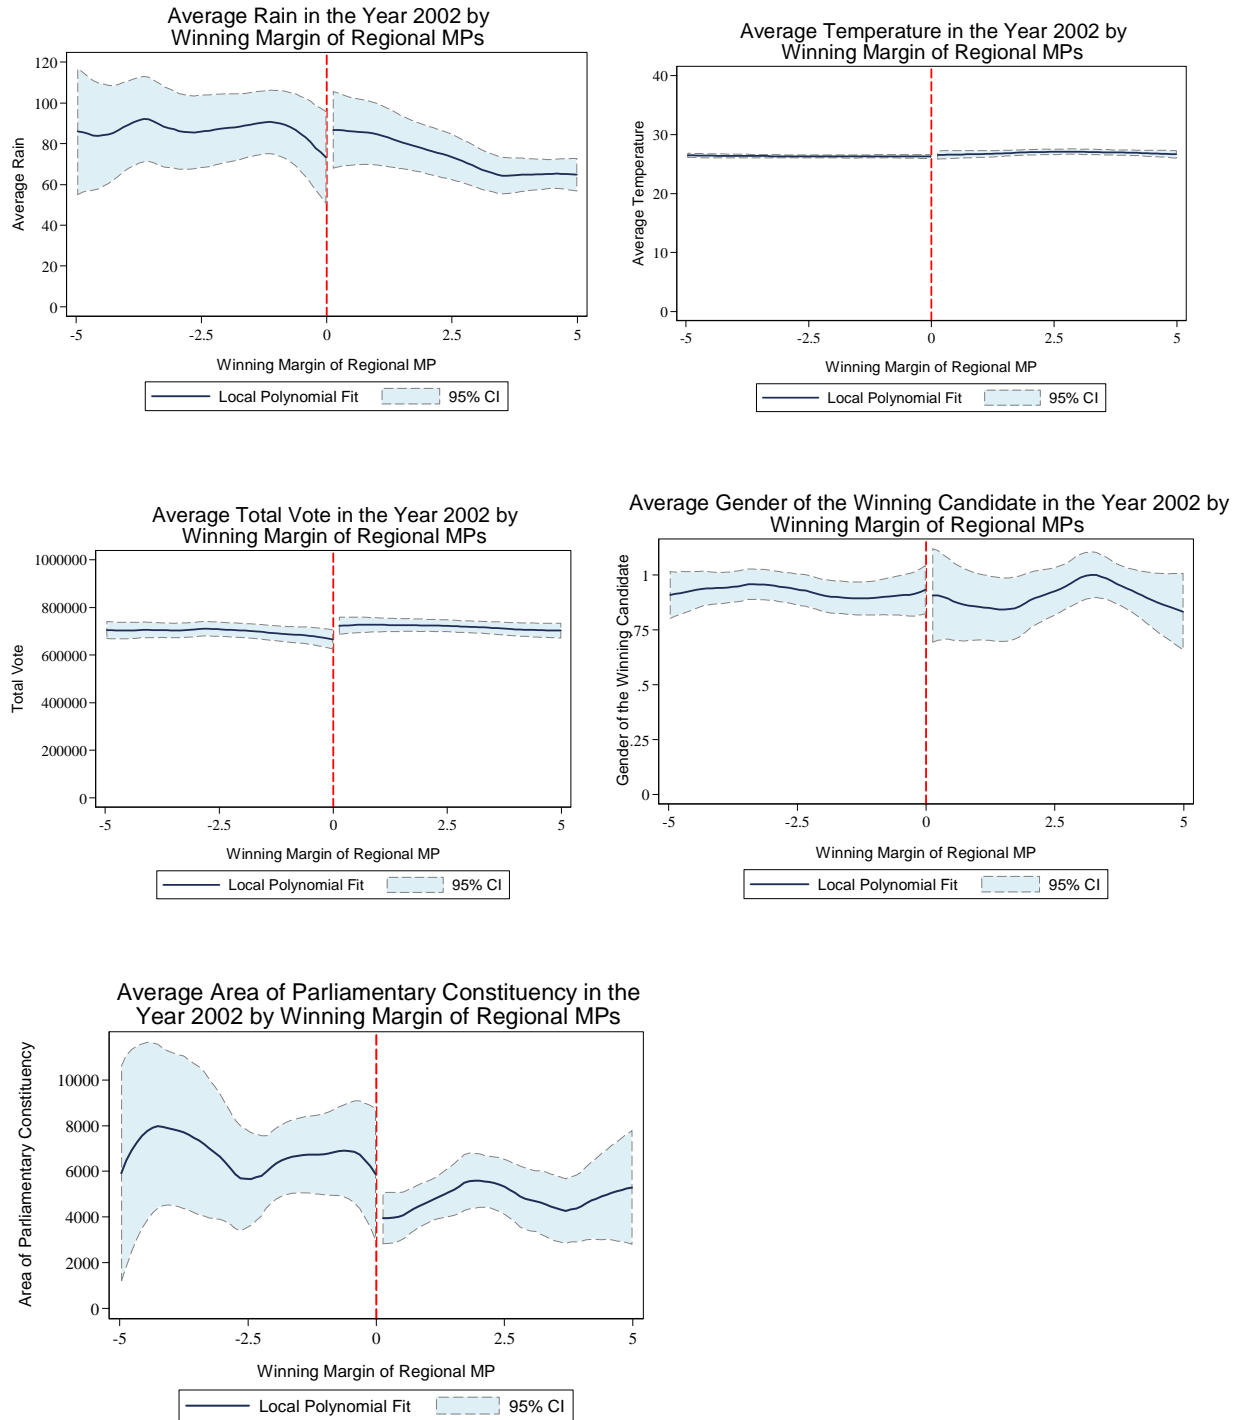 Average Rain in the Year 2002 by
Winning Margin of Regional MPs
120
100
80
60
40
20
0
Average Rain
-5 -2.5 0 2.5 5
Winning Margin of Regional MP
Local Polynomial Fit 95% CI
Average Temperature in the Year 2002 by
Winning Margin of Regional MPs
40
30
20
10
0
Average Temperature
-5 -2.5 0 2.5 5
Winning Margin of Regional MP
Local Polynomial Fit 95% CI
Average Total Vote in the Year 2002 by
Winning Margin of Regional MPs
1000000
800000
600000
400000
200000
0
Total Vote
-5 -2.5 0 2.5 5
Winning Margin of Regional MP
Local Polynomial Fit 95% CI
Average Gender of the Winning Candidate in the Year 2002 by
Winning Margin of Regional MPs
1
.75
.5
.25
0
Gender of the Winning Candidate
-5 -2.5 0 2.5 5
Winning Margin of Regional MP
Local Polynomial Fit 95% CI
Average Area of Parliamentary Constituency in the
Year 2002 by Winning Margin of Regional MPs
10000
8000
6000
4000
2000
0
Area of Parliamentary Constituency
-5 -2.5 0 2.5 5
Winning Margin of Regional MP
Local Polynomial Fit 95% CI